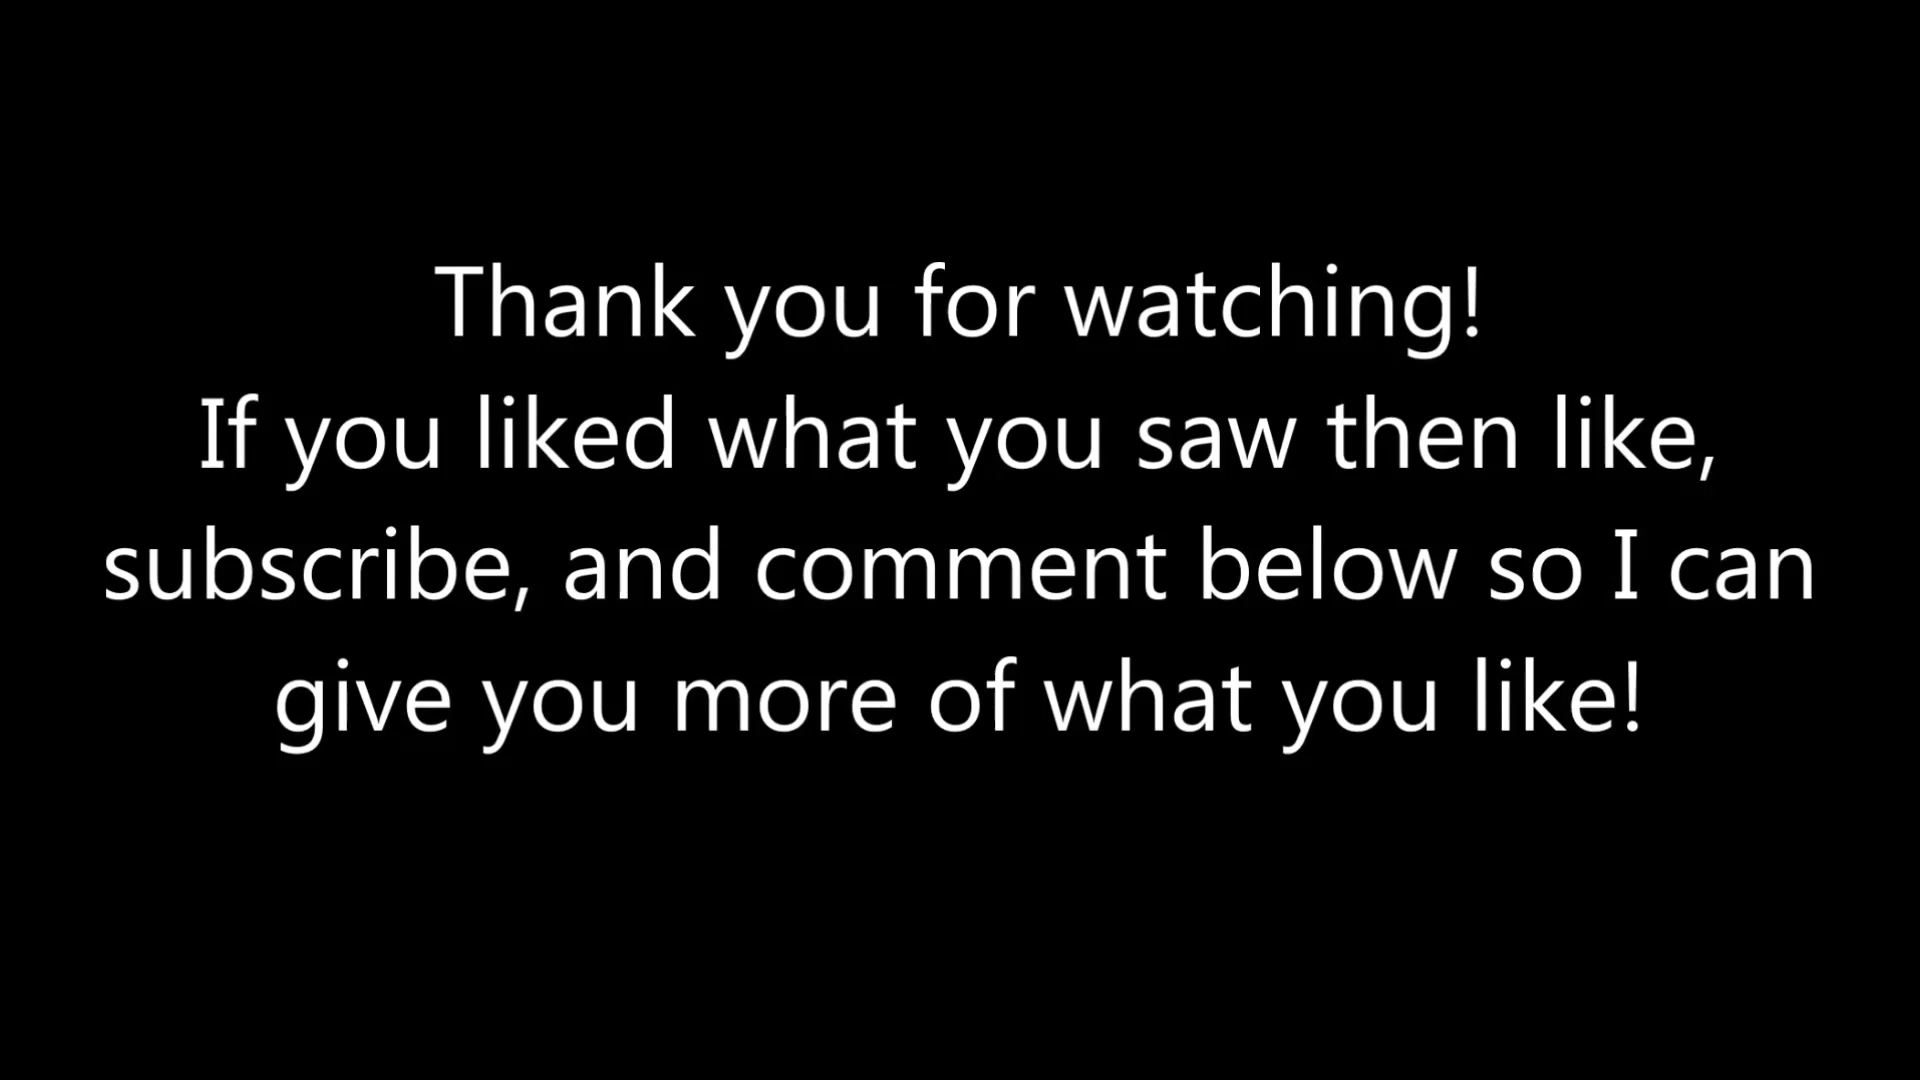 Thank you for watching!
If you liked what you saw then like,
subscribe, and comment below so I can
give you more of what you like!